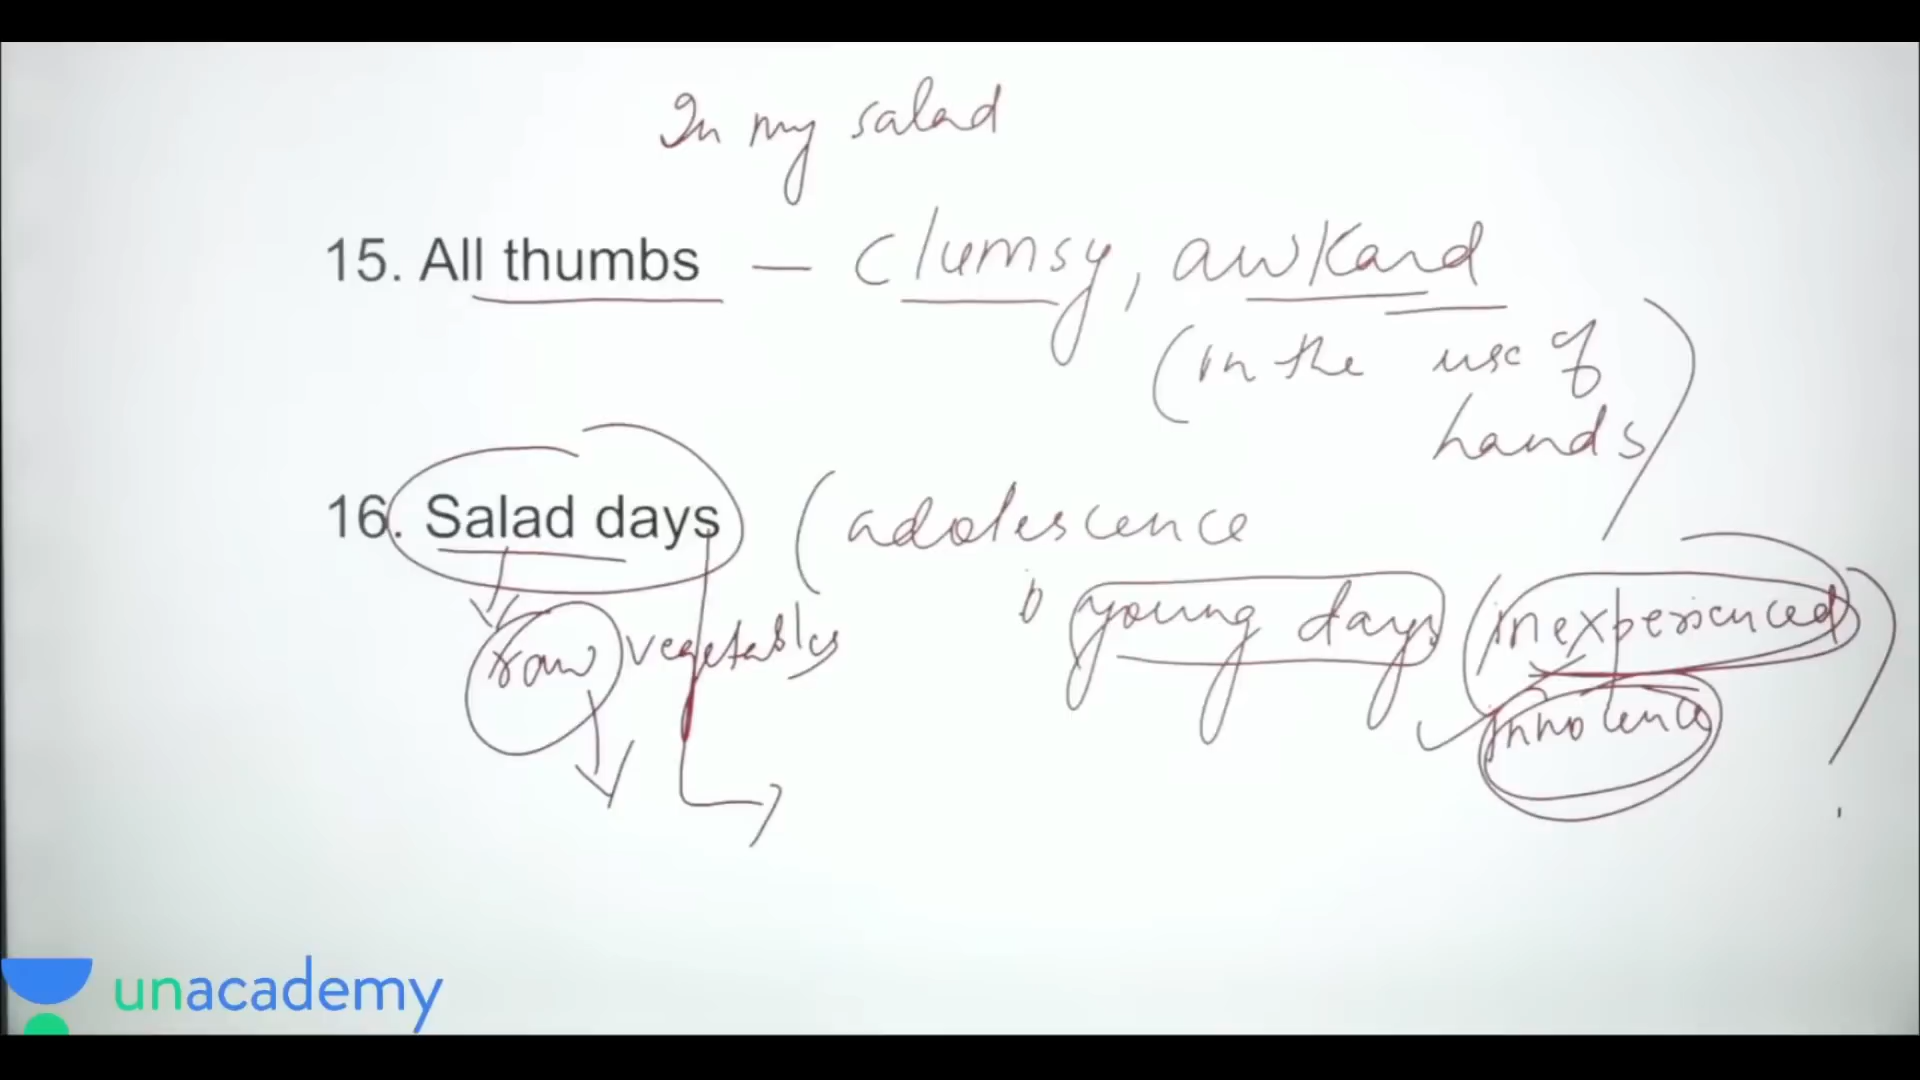 In my salad
15. All thumbs — clumsy, awkard
(in the use of
hands)
16. Salad days (adolescence
young days (inexperienced
raw vegetables
innocence)
unacademy